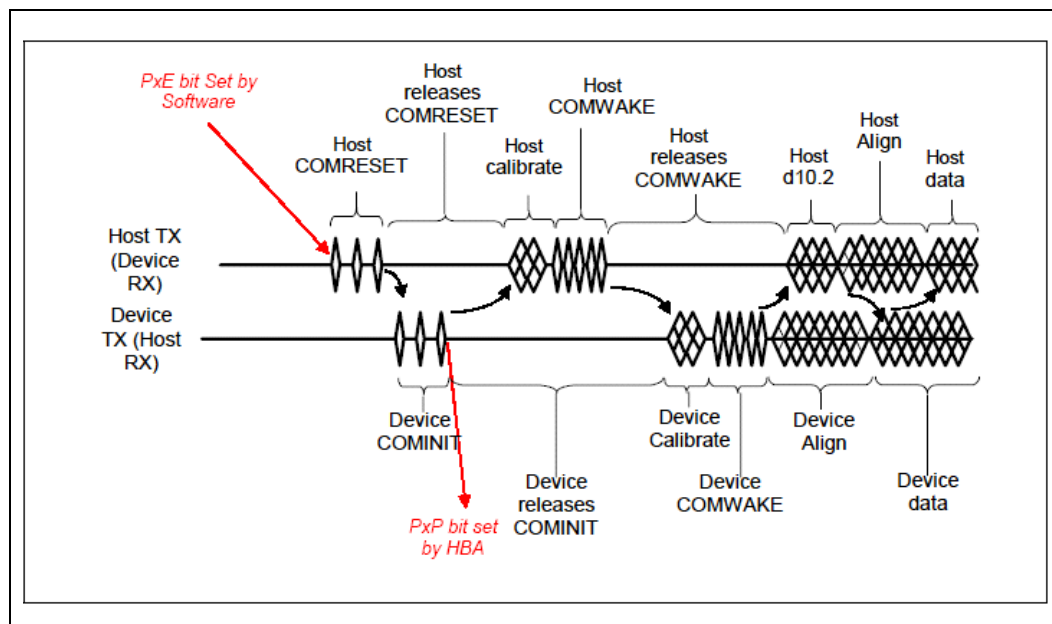 PxE bit Set by
Software
Host
COMRESET
Host
releases
COMRESET
Host
calibrate
Host
COMWAKE
Host
releases
COMWAKE
Host
d10.2
Host
Align
Host
data
Host TX
(Device
RX)
Device
TX (Host
RX)
Device
COMINIT
PxP bit set
by HBA
Device
releases
COMINIT
Device
Calibrate
Device
COMWAKE
Device
Align
Device
data